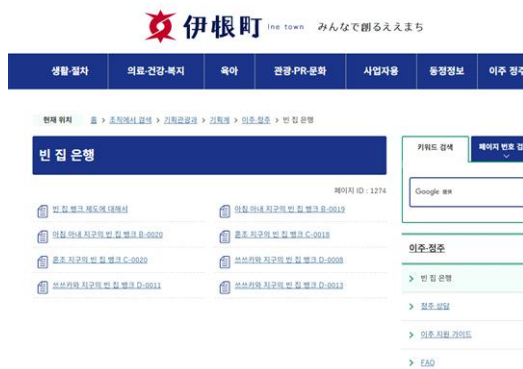 伊根町 Ine town みんなで創るええまち
생활·절차 의료·건강·복지 육아 관광·PR·문화 사업자용 동정정보 이주 정주
현재 위치 홈 > 조직에서 검색 > 기획관광과 > 기획계 > 이주·정주 > 빈 집 은행
빈 집 은행
페이지 ID : 1274
빈 집 뱅크 제도에 대해서
아침 아내 지구의 빈 집 뱅크 B-0019
아침 아내 지구의 빈 집 뱅크 B-0020
혼조 지구의 빈 집 뱅크 C-0018
혼조 지구의 빈 집 뱅크 C-0020
쓰쓰카와 지구의 빈 집 뱅크 D-0008
쓰쓰카와 지구의 빈 집 뱅크 D-0011
쓰쓰카와 지구의 빈 집 뱅크 D-0013
키워드 검색 페이지 번호 검
Google 提供
이주·정주
빈 집 은행
정주 상담
이주 지원 가이드
FAQ